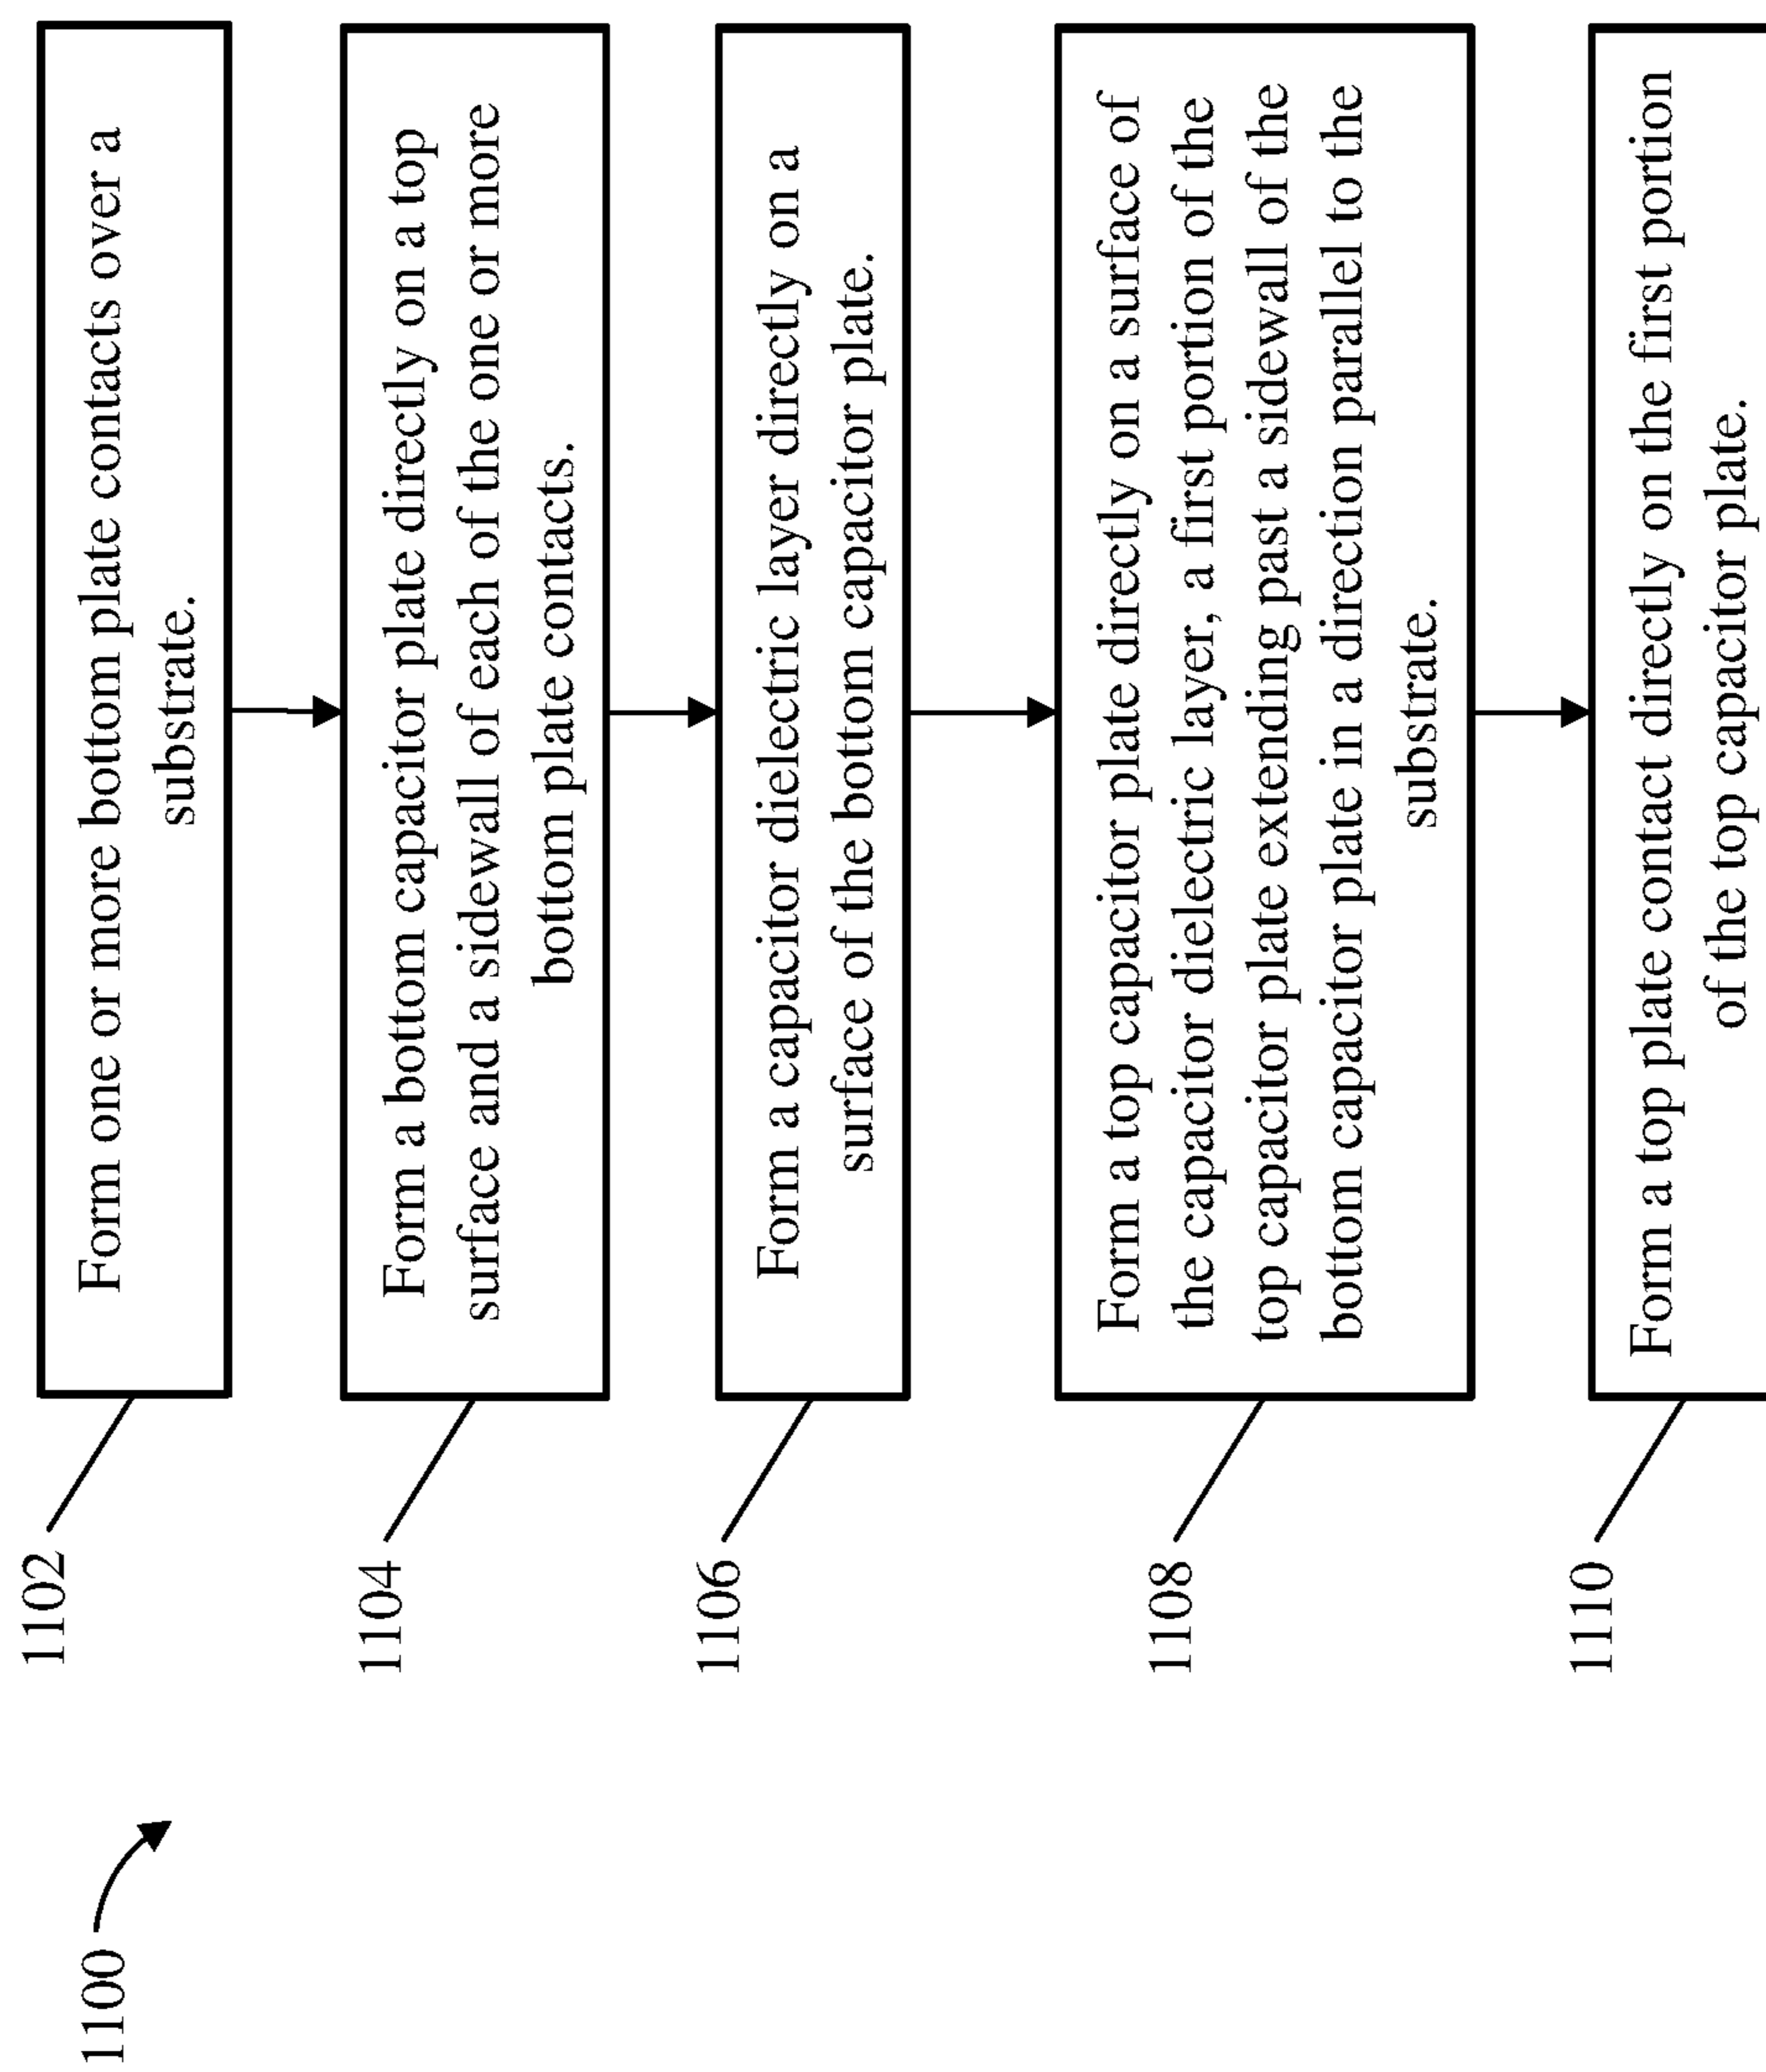 1100
1102
Form one or more bottom plate contacts over a
substrate.
1104
Form a bottom capacitor plate directly on a top
surface and a sidewall of each of the one or more
bottom plate contacts.
1106
Form a capacitor dielectric layer directly on a
surface of the bottom capacitor plate.
1108
Form a top capacitor plate directly on a surface of
the capacitor dielectric layer, a first portion of the
top capacitor plate extending past a sidewall of the
bottom capacitor plate in a direction parallel to the
substrate.
1110
Form a top plate contact directly on the first portion
of the top capacitor plate.